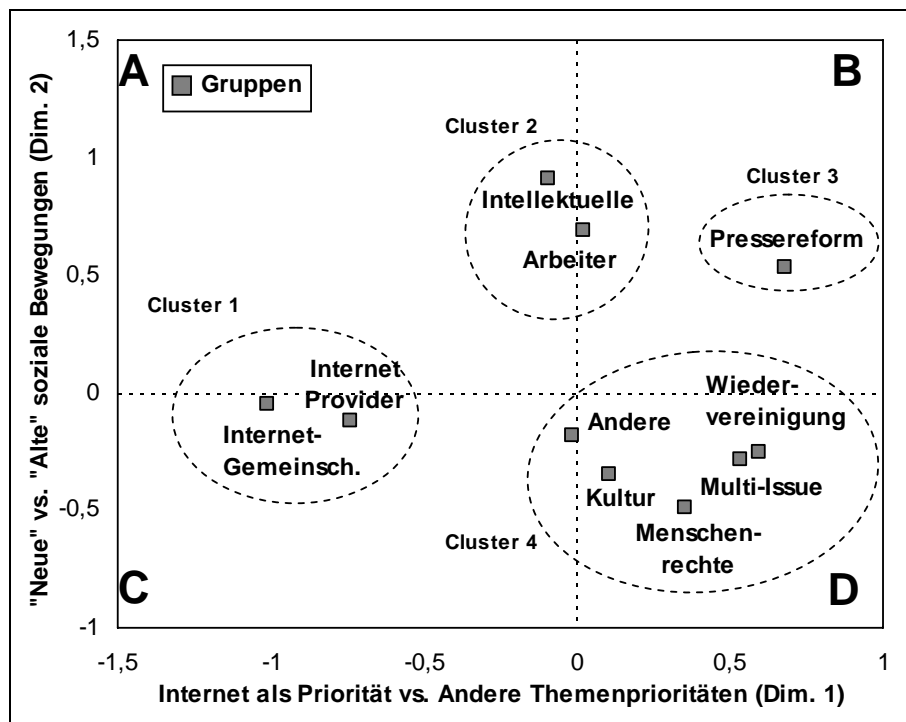 1,5
A
B
Gruppen
Cluster 2
1
Cluster 3
Intellektuelle
Pressereform
Arbeiter
0,5
Cluster 1
Internet
Provider
Internet-
Gemeinsch.
0
Wieder-
vereinigung
Andere
Multi-Issue
Kultur
Menschen-
rechte
-0,5
Cluster 4
C
D
-1
-1,5
-1
-0,5
0
0,5
1
Internet als Priorität vs. Andere Themenprioritäten (Dim. 1)
"Neue" vs. "Alte" soziale Bewegungen (Dim. 2)